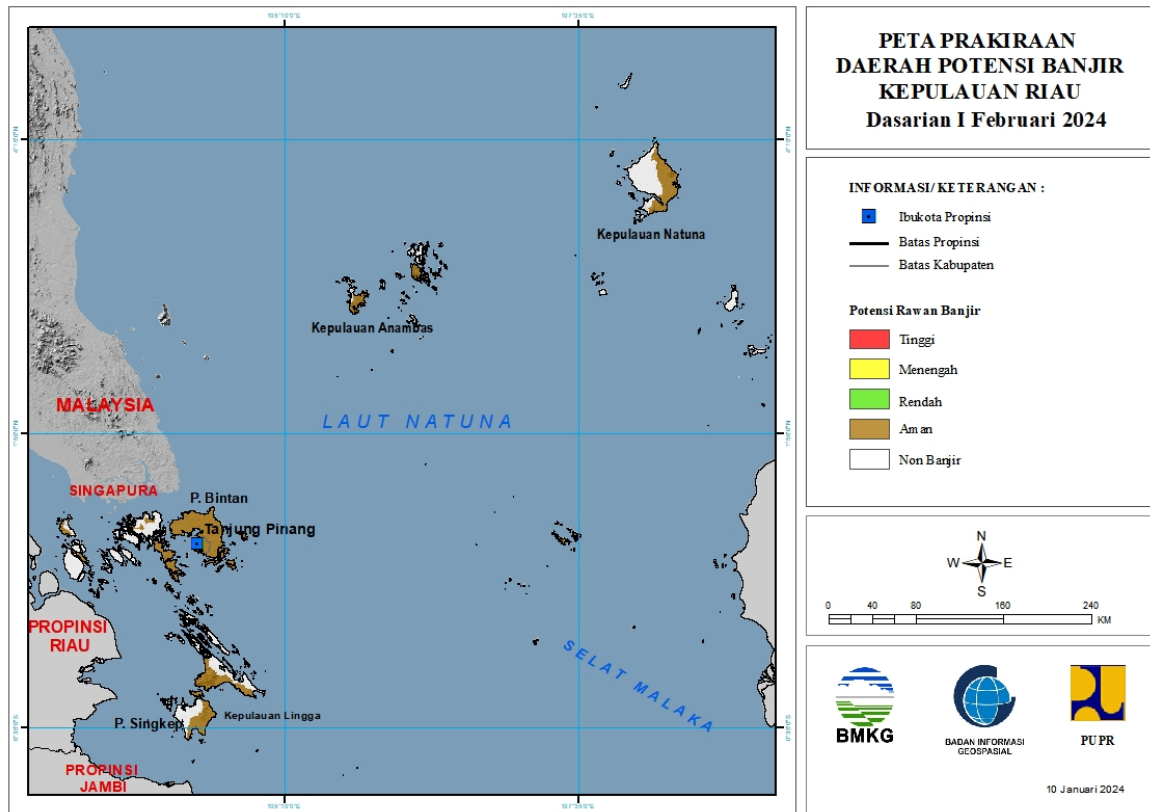 PETA PRAKIRAAN
DAERAH POTENSI BANJIR
KEPULAUAN RIAU
Dasarian I Februari 2024
INFORMASI/ KETERANGAN :
Ibukota Propinsi
Batas Propinsi
Batas Kabupaten
Potensi Rawan Banjir
Tinggi
Menengah
Rendah
Aman
Non Banjir
N
W E
S
0 40 80 160 240
KM
BMKG
BADAN INFORMASI
GEOSPASIAL
PUPR
10 Januari 2024
Kepulauan Natuna
Kepulauan Anambas
MALAYSIA
LAUT NATUNA
SINGAPURA
P. Bintan
Tanjung Pinang
PROPINSI
RIAU
SELAT MALAKA
P. Singkep
Kepulauan Lingga
PROPINSI
JAMBI